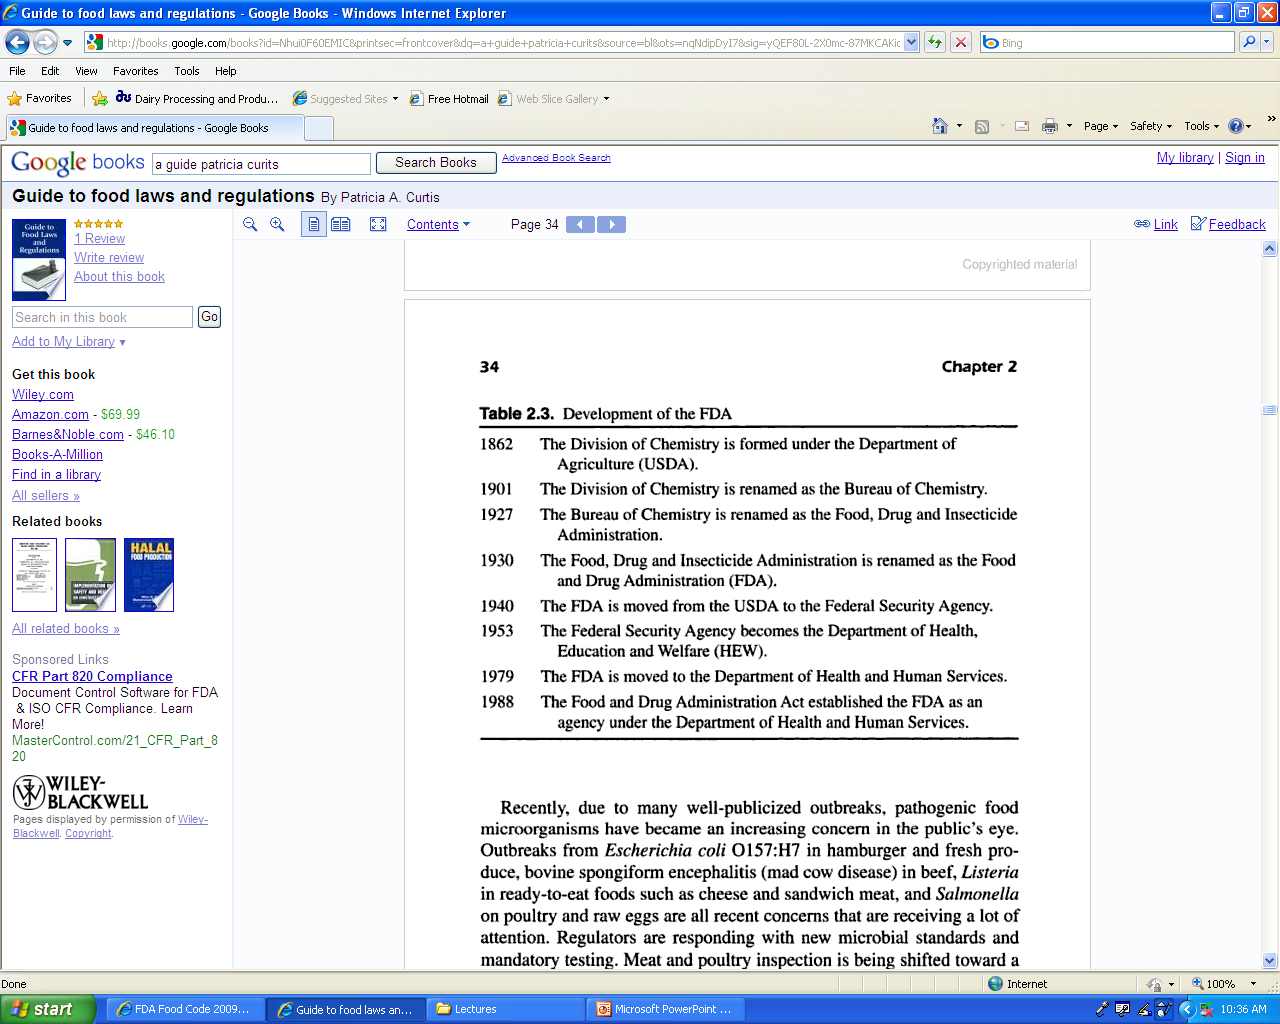 Guide to food laws and regulations - Google Books - Windows Internet Explorer
http://books.google.com/books?id=Nhui0F60EMIC&printsec=frontcover&dq=a+guide+patricia+curits&source=bl&ots=nqNdipDyI7&sig=yQEF80L-2X0mc-87MKCAKic
Bing
File Edit View Favorites Tools Help
Favorites Dairy Processing and Produ... Suggested Sites Free Hotmail Web Slice Gallery
Guide to food laws and regulations - Google Books Page Safety Tools »
Google books a guide patricia curits Search Books Advanced Book Search My library | Sign in
Guide to food laws and regulations By Patricia A. Curtis
Guide to
Food Laws
and
Regulations
1 Review
Write review
About this book
Search in this book Go
Add to My Library ▼
Get this book
Wiley.com
Amazon.com - $69.99
Barnes&Noble.com - $46.10
Books-A-Million
Find in a library
All sellers »
Related books
HALAL
FOOD PRODUCTION
All related books »
Sponsored Links
CFR Part 820 Compliance
Document Control Software for FDA
& ISO CFR Compliance. Learn
More!
MasterControl.com/21_CFR_Part_8
20
WILEY-
BLACKWELL
Pages displayed by permission of Wiley-
Blackwell. Copyright.
Contents Page 34 Link Feedback
Copyrighted material
34 Chapter 2
Table 2.3. Development of the FDA
1862 The Division of Chemistry is formed under the Department of
Agriculture (USDA).
1901 The Division of Chemistry is renamed as the Bureau of Chemistry.
1927 The Bureau of Chemistry is renamed as the Food, Drug and Insecticide
Administration.
1930 The Food, Drug and Insecticide Administration is renamed as the Food
and Drug Administration (FDA).
1940 The FDA is moved from the USDA to the Federal Security Agency.
1953 The Federal Security Agency becomes the Department of Health,
Education and Welfare (HEW).
1979 The FDA is moved to the Department of Health and Human Services.
1988 The Food and Drug Administration Act established the FDA as an
agency under the Department of Health and Human Services.
Recently, due to many well-publicized outbreaks, pathogenic food
microorganisms have became an increasing concern in the public's eye.
Outbreaks from Escherichia coli O157:H7 in hamburger and fresh pro-
duce, bovine spongiform encephalitis (mad cow disease) in beef, Listeria
in ready-to-eat foods such as cheese and sandwich meat, and Salmonella
on poultry and raw eggs are all recent concerns that are receiving a lot of
attention. Regulators are responding with new microbial standards and
mandatory testing. Meat and poultry inspection is being shifted toward a
Done Internet 100%
start FDA Food Code 2009... Guide to food laws an... Lectures Microsoft PowerPoint ... 10:36 AM